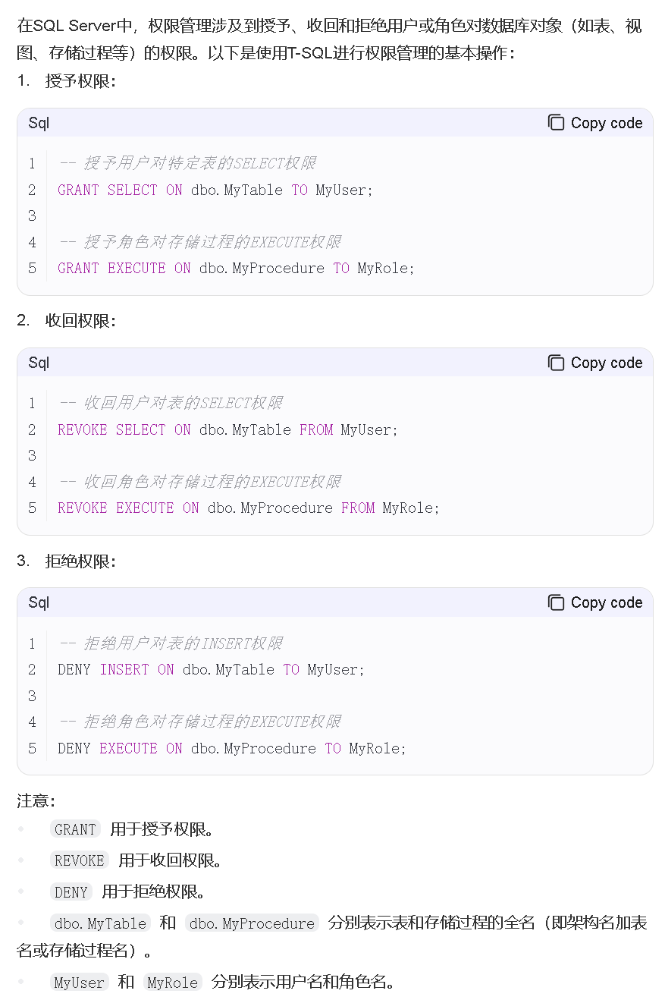 在SQL Server中，权限管理涉及到授予、收回和拒绝用户或角色对数据库对象（如表、视
图、存储过程等）的权限。以下是使用T-SQL进行权限管理的基本操作：
1. 授予权限：
Sql Copy code
1 -- 授予用户对特定表的SELECT权限
2 GRANT SELECT ON dbo.MyTable TO MyUser;
3
4 -- 授予角色对存储过程的EXECUTE权限
5 GRANT EXECUTE ON dbo.MyProcedure TO MyRole;
2. 收回权限：
Sql Copy code
1 -- 收回用户对表的SELECT权限
2 REVOKE SELECT ON dbo.MyTable FROM MyUser;
3
4 -- 收回角色对存储过程的EXECUTE权限
5 REVOKE EXECUTE ON dbo.MyProcedure FROM MyRole;
3. 拒绝权限：
Sql Copy code
1 -- 拒绝用户对表的INSERT权限
2 DENY INSERT ON dbo.MyTable TO MyUser;
3
4 -- 拒绝角色对存储过程的EXECUTE权限
5 DENY EXECUTE ON dbo.MyProcedure TO MyRole;
注意：
GRANT 用于授予权限。
REVOKE 用于收回权限。
DENY 用于拒绝权限。
dbo.MyTable 和 dbo.MyProcedure 分别表示表和存储过程的全名（即架构名加表
名或存储过程名）。
MyUser 和 MyRole 分别表示用户名和角色名。